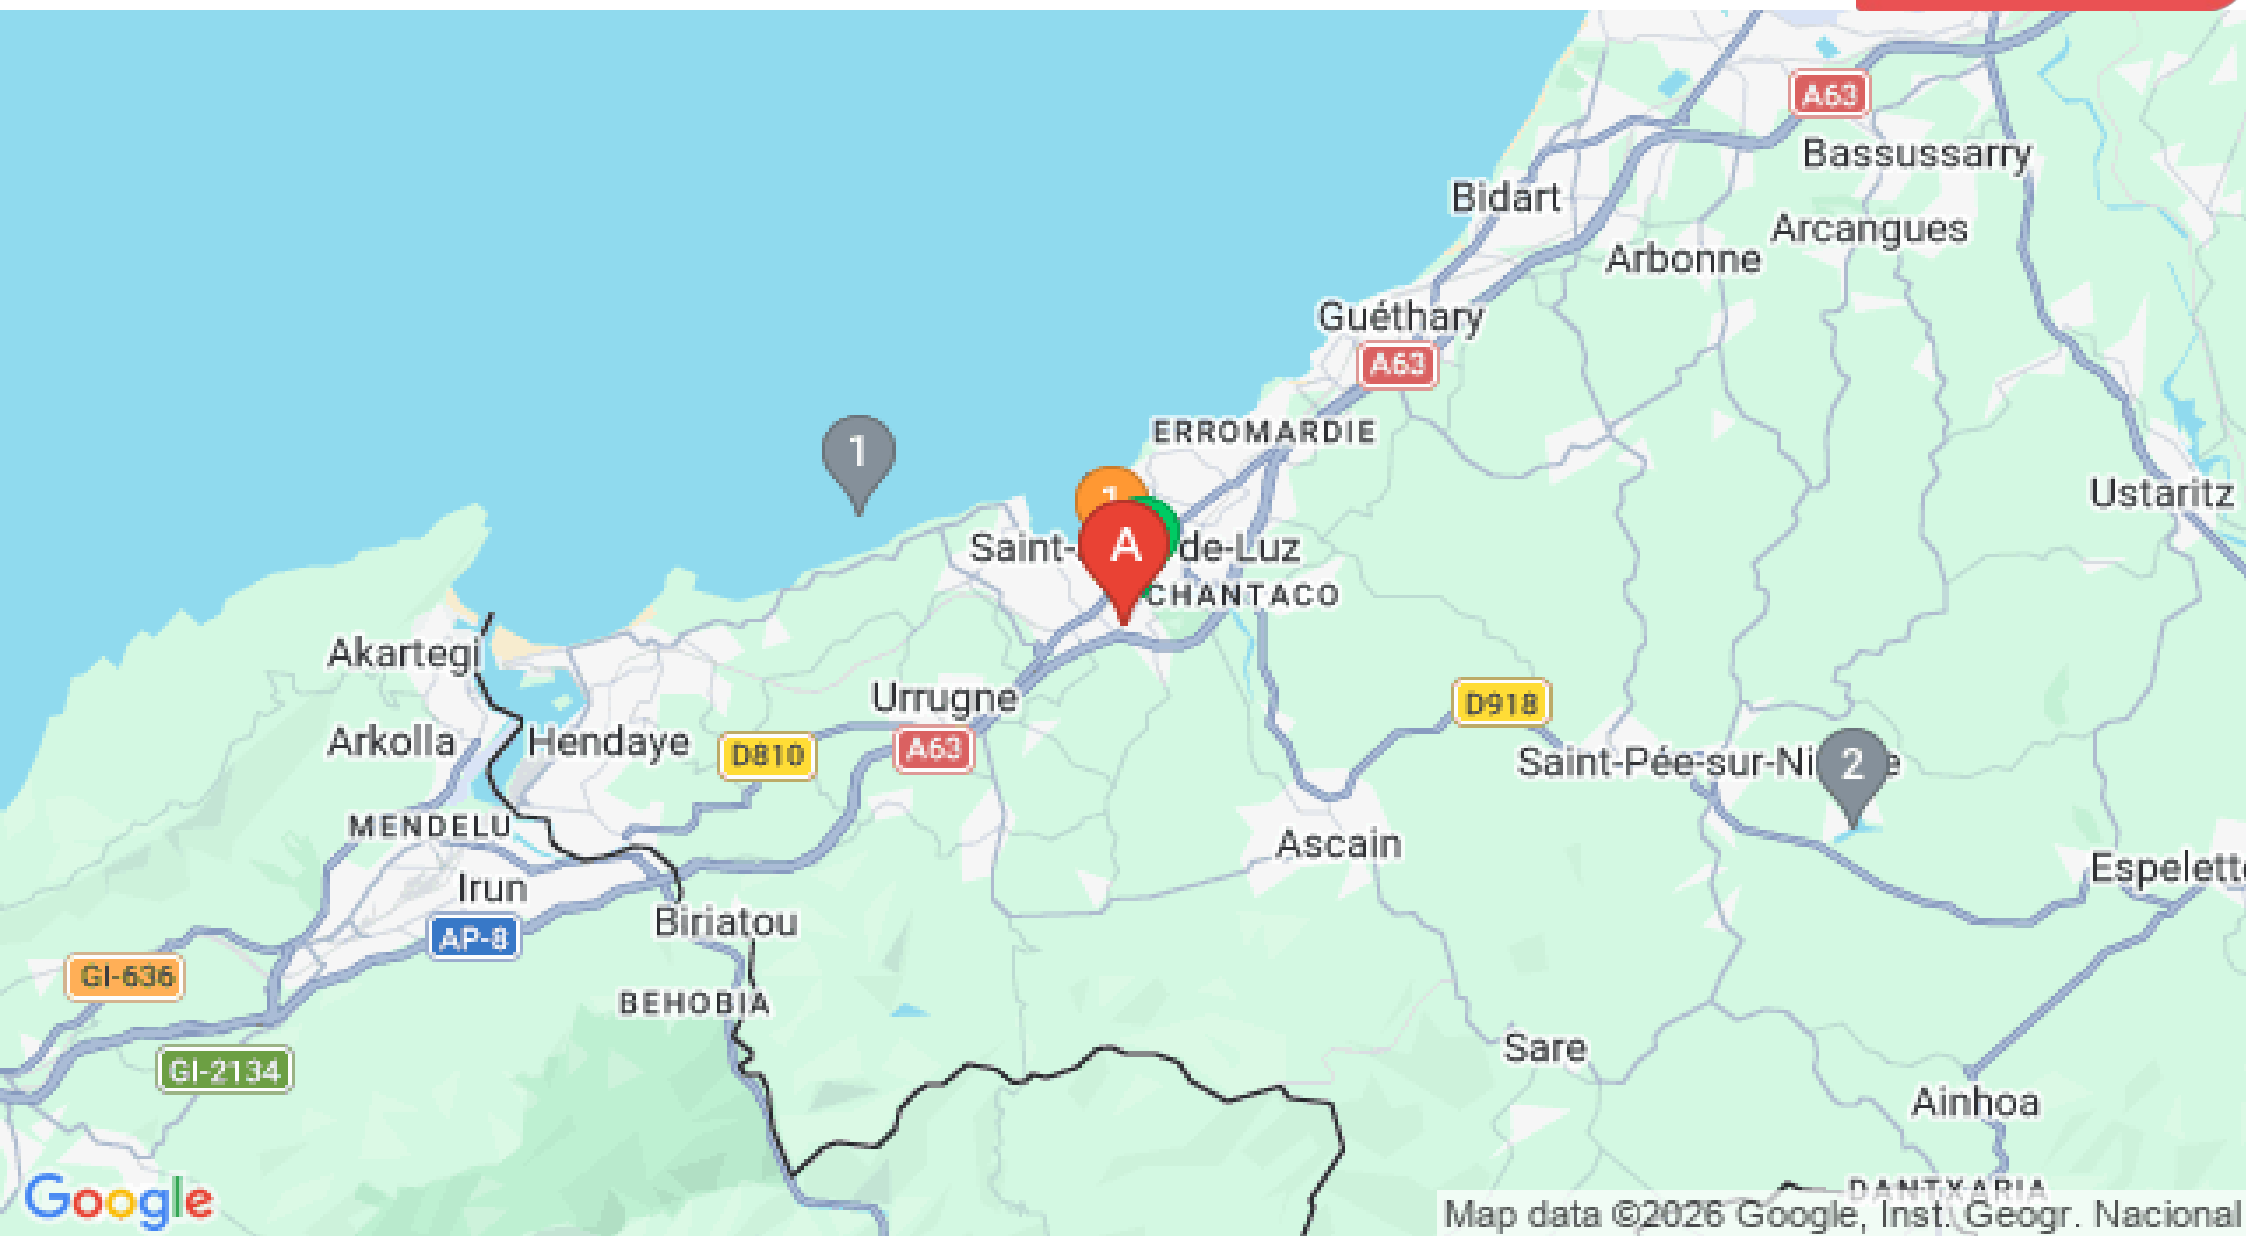 A63
Bassussarry
Bidart
Arcangues
Arbonne
Guéthary
A63
ERROMARDIE
1
1
Ustaritz
Saint-
A
de-Luz
CHANTACO
Akartegi
Urrugne
D918
Arkolla
Hendaye
D810
A63
Saint-Pée-sur-Ni
2
e
MENDELU
Ascain
Espelette
Irun
Biriatou
AP-8
GI-636
BEHOBIA
Sare
GI-2134
Ainhoa
DANTXARIA
Google
Map data ©2026 Google, Inst. Geogr. Nacional